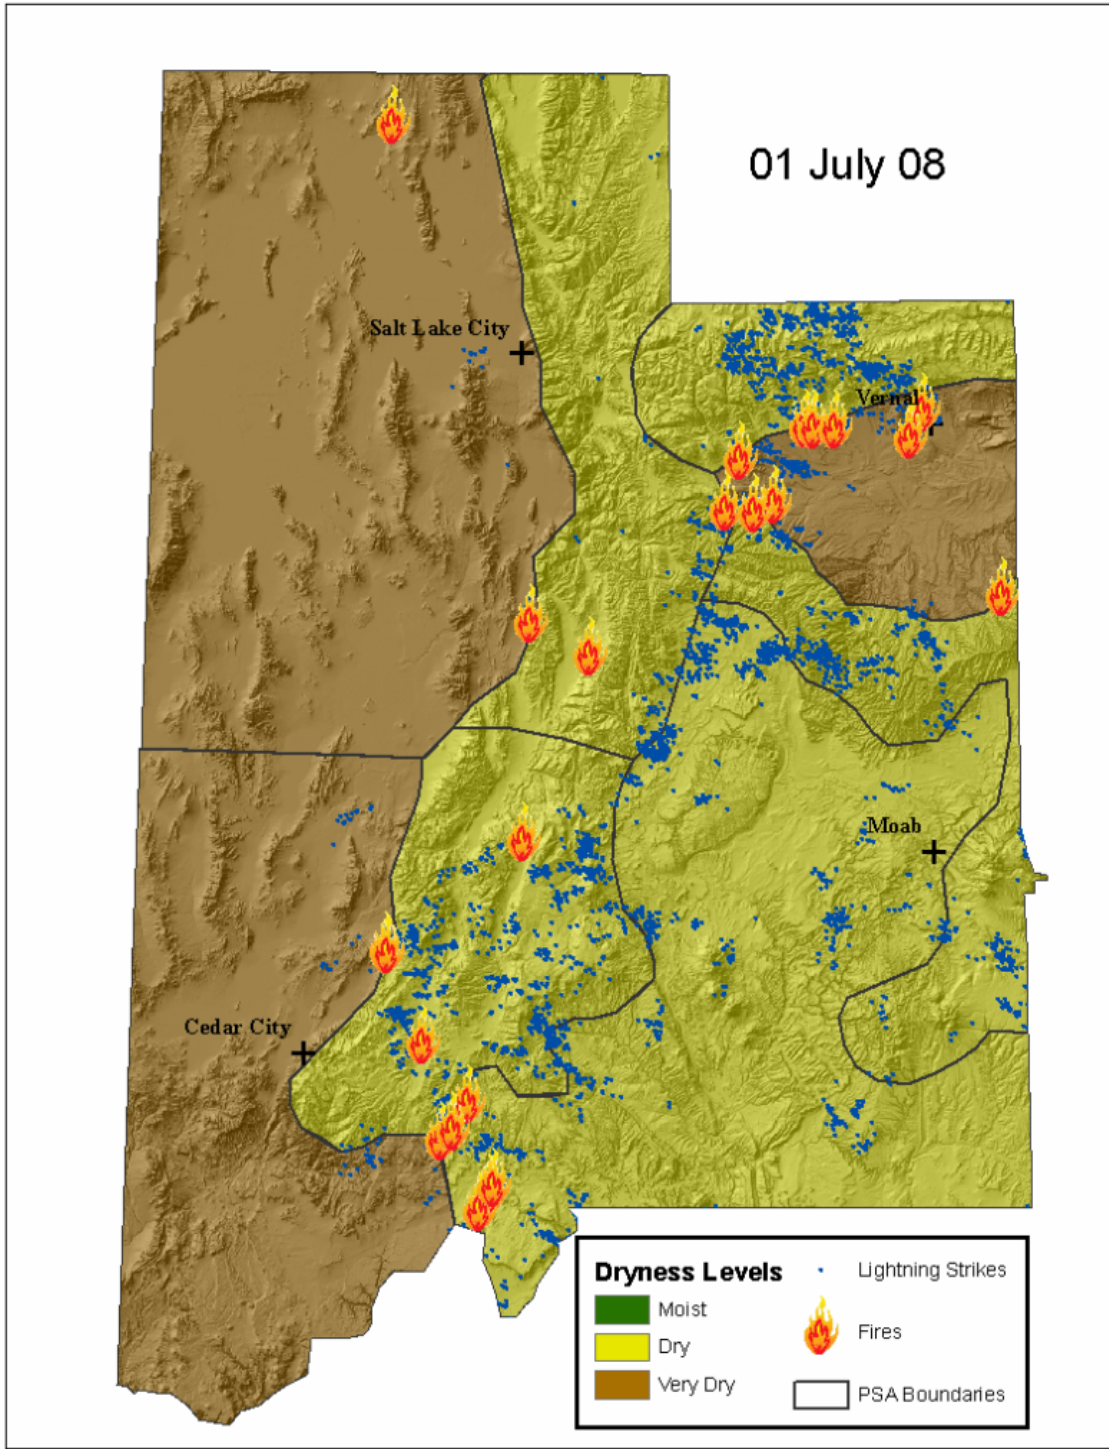 01 July 08
Salt Lake City
Vernal
Moab
Cedar City
Dryness Levels
Moist
Dry
Very Dry
Lightning Strikes
Fires
PSA Boundaries